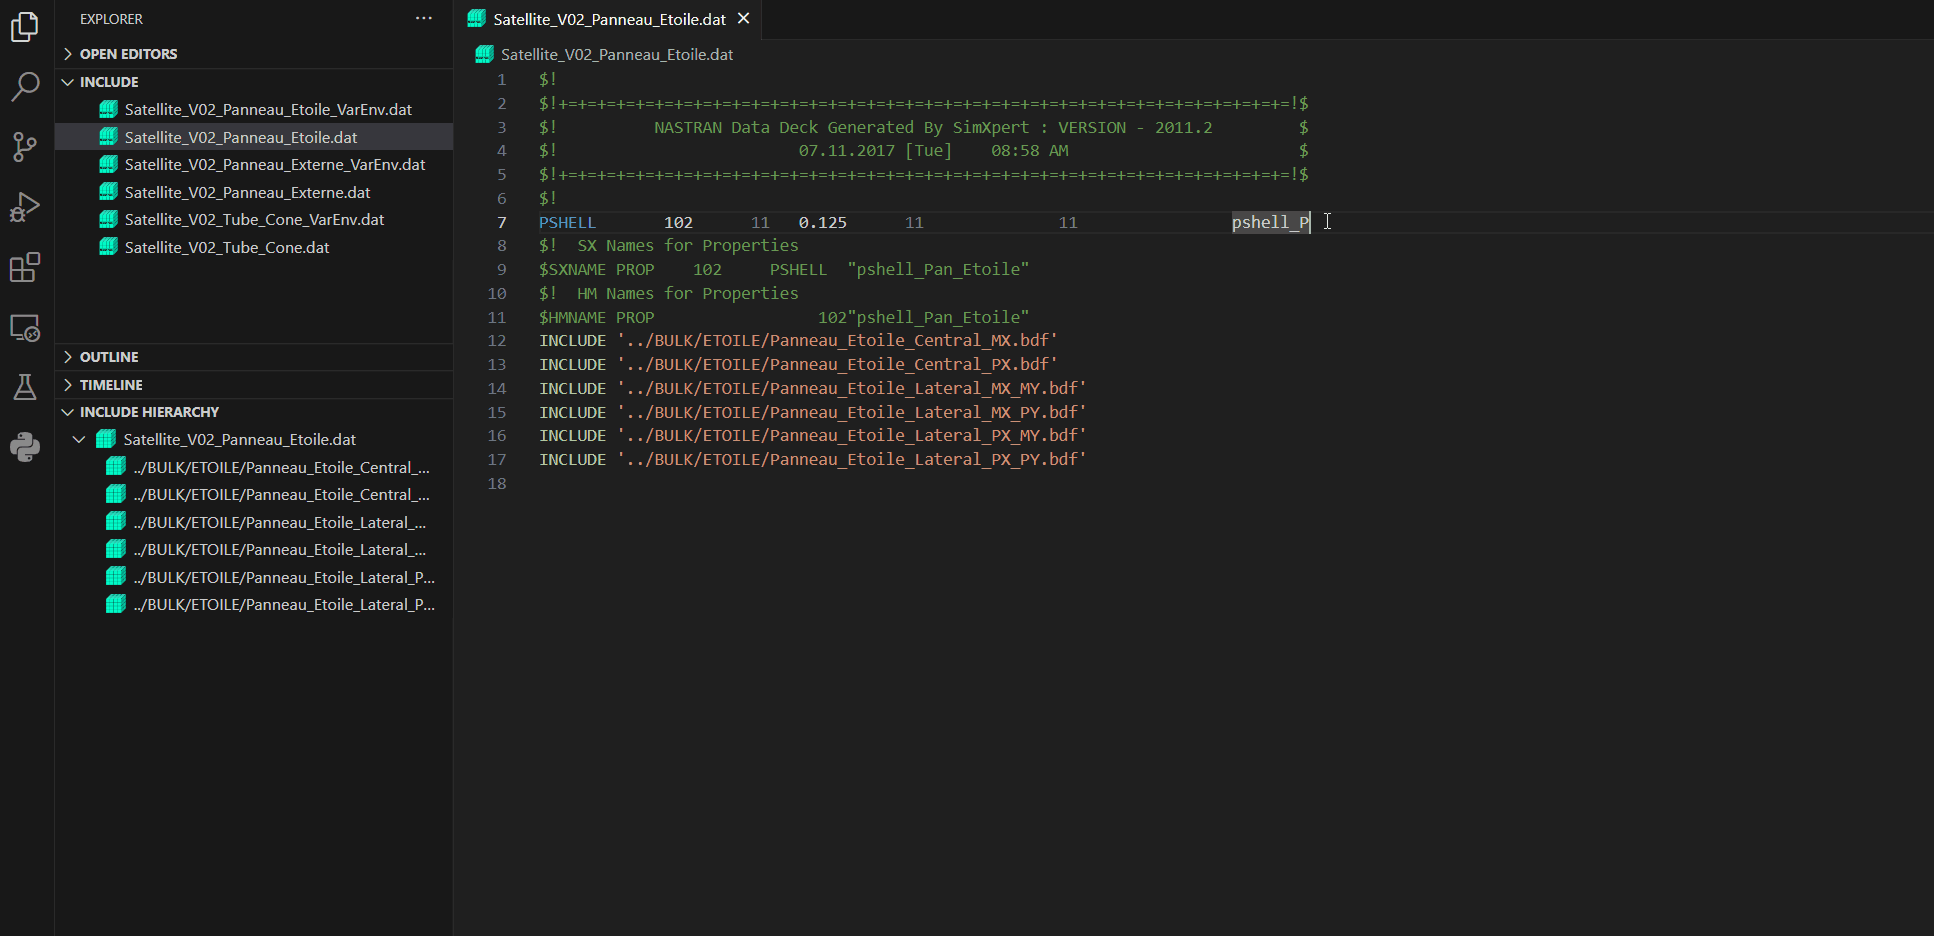 EXPLORER
OPEN EDITORS
INCLUDE
Satellite_V02_Panneau_Etoile_VarEnv.dat
Satellite_V02_Panneau_Etoile.dat
Satellite_V02_Panneau_Externe_VarEnv.dat
Satellite_V02_Panneau_Externe.dat
Satellite_V02_Tube_Cone_VarEnv.dat
Satellite_V02_Tube_Cone.dat
OUTLINE
TIMELINE
INCLUDE HIERARCHY
Satellite_V02_Panneau_Etoile.dat
../BULK/ETOILE/Panneau_Etoile_Central_...
../BULK/ETOILE/Panneau_Etoile_Central_...
../BULK/ETOILE/Panneau_Etoile_Lateral_...
../BULK/ETOILE/Panneau_Etoile_Lateral_...
../BULK/ETOILE/Panneau_Etoile_Lateral_P...
../BULK/ETOILE/Panneau_Etoile_Lateral_P...
Satellite_V02_Panneau_Etoile.dat
Satellite_V02_Panneau_Etoile.dat
1 $!
2 $!+=+=+=+=+=+=+=+=+=+=+=+=+=+=+=+=+=+=+=+=+=+=+=+=+=+=+=+=+=+=+=+=+=+=+=+=+=+=!$
3 $!          NASTRAN Data Deck Generated By SimXpert : VERSION - 2011.2         $
4 $!                         07.11.2017 [Tue]    08:58 AM                        $
5 $!+=+=+=+=+=+=+=+=+=+=+=+=+=+=+=+=+=+=+=+=+=+=+=+=+=+=+=+=+=+=+=+=+=+=+=+=+=+=!$
6 $!
7 PSHELL       102      11   0.125      11              11                pshell_P
8 $!  SX Names for Properties
9 $SXNAME PROP    102     PSHELL  "pshell_Pan_Etoile"
10 $!  HM Names for Properties
11 $HMNAME PROP                 102"pshell_Pan_Etoile"
12 INCLUDE '../BULK/ETOILE/Panneau_Etoile_Central_MX.bdf'
13 INCLUDE '../BULK/ETOILE/Panneau_Etoile_Central_PX.bdf'
14 INCLUDE '../BULK/ETOILE/Panneau_Etoile_Lateral_MX_MY.bdf'
15 INCLUDE '../BULK/ETOILE/Panneau_Etoile_Lateral_MX_PY.bdf'
16 INCLUDE '../BULK/ETOILE/Panneau_Etoile_Lateral_PX_MY.bdf'
17 INCLUDE '../BULK/ETOILE/Panneau_Etoile_Lateral_PX_PY.bdf'
18